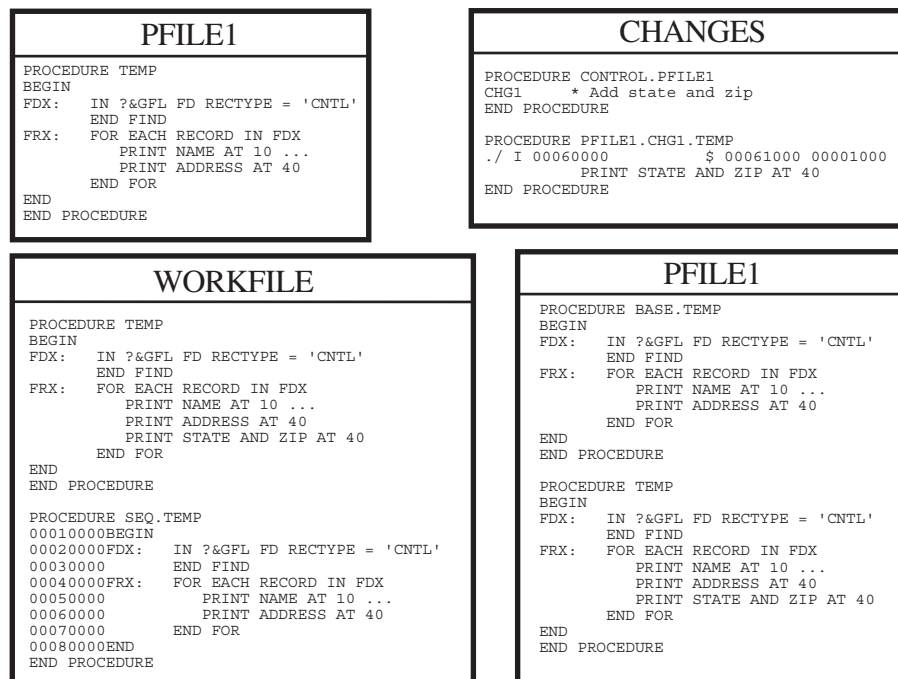 PFILE1
PROCEDURE TEMP
BEGIN
FDX:    IN ?&GFL FD RECTYPE = 'CNTL'
        END FIND
FRX:    FOR EACH RECORD IN FDX
           PRINT NAME AT 10 ...
           PRINT ADDRESS AT 40
        END FOR
END
END PROCEDURE
CHANGES
PROCEDURE CONTROL.PFILE1
CHG1      * Add state and zip
END PROCEDURE
PROCEDURE PFILE1.CHG1.TEMP
./ I 00060000            $ 00061000 00001000
           PRINT STATE AND ZIP AT 40
END PROCEDURE
WORKFILE
PROCEDURE TEMP
BEGIN
FDX:    IN ?&GFL FD RECTYPE = 'CNTL'
        END FIND
FRX:    FOR EACH RECORD IN FDX
           PRINT NAME AT 10 ...
           PRINT ADDRESS AT 40
           PRINT STATE AND ZIP AT 40
        END FOR
END
END PROCEDURE
PROCEDURE SEQ.TEMP
00010000BEGIN
00020000FDX:    IN ?&GFL FD RECTYPE = 'CNTL'
00030000        END FIND
00040000FRX:    FOR EACH RECORD IN FDX
00050000           PRINT NAME AT 10 ...
00060000           PRINT ADDRESS AT 40
00070000        END FOR
00080000END
END PROCEDURE
PFILE1
PROCEDURE BASE.TEMP
BEGIN
FDX:    IN ?&GFL FD RECTYPE = 'CNTL'
        END FIND
FRX:    FOR EACH RECORD IN FDX
           PRINT NAME AT 10 ...
           PRINT ADDRESS AT 40
        END FOR
END
END PROCEDURE
PROCEDURE TEMP
BEGIN
FDX:    IN ?&GFL FD RECTYPE = 'CNTL'
        END FIND
FRX:    FOR EACH RECORD IN FDX
           PRINT NAME AT 10 ...
           PRINT ADDRESS AT 40
           PRINT STATE AND ZIP AT 40
        END FOR
END
END PROCEDURE